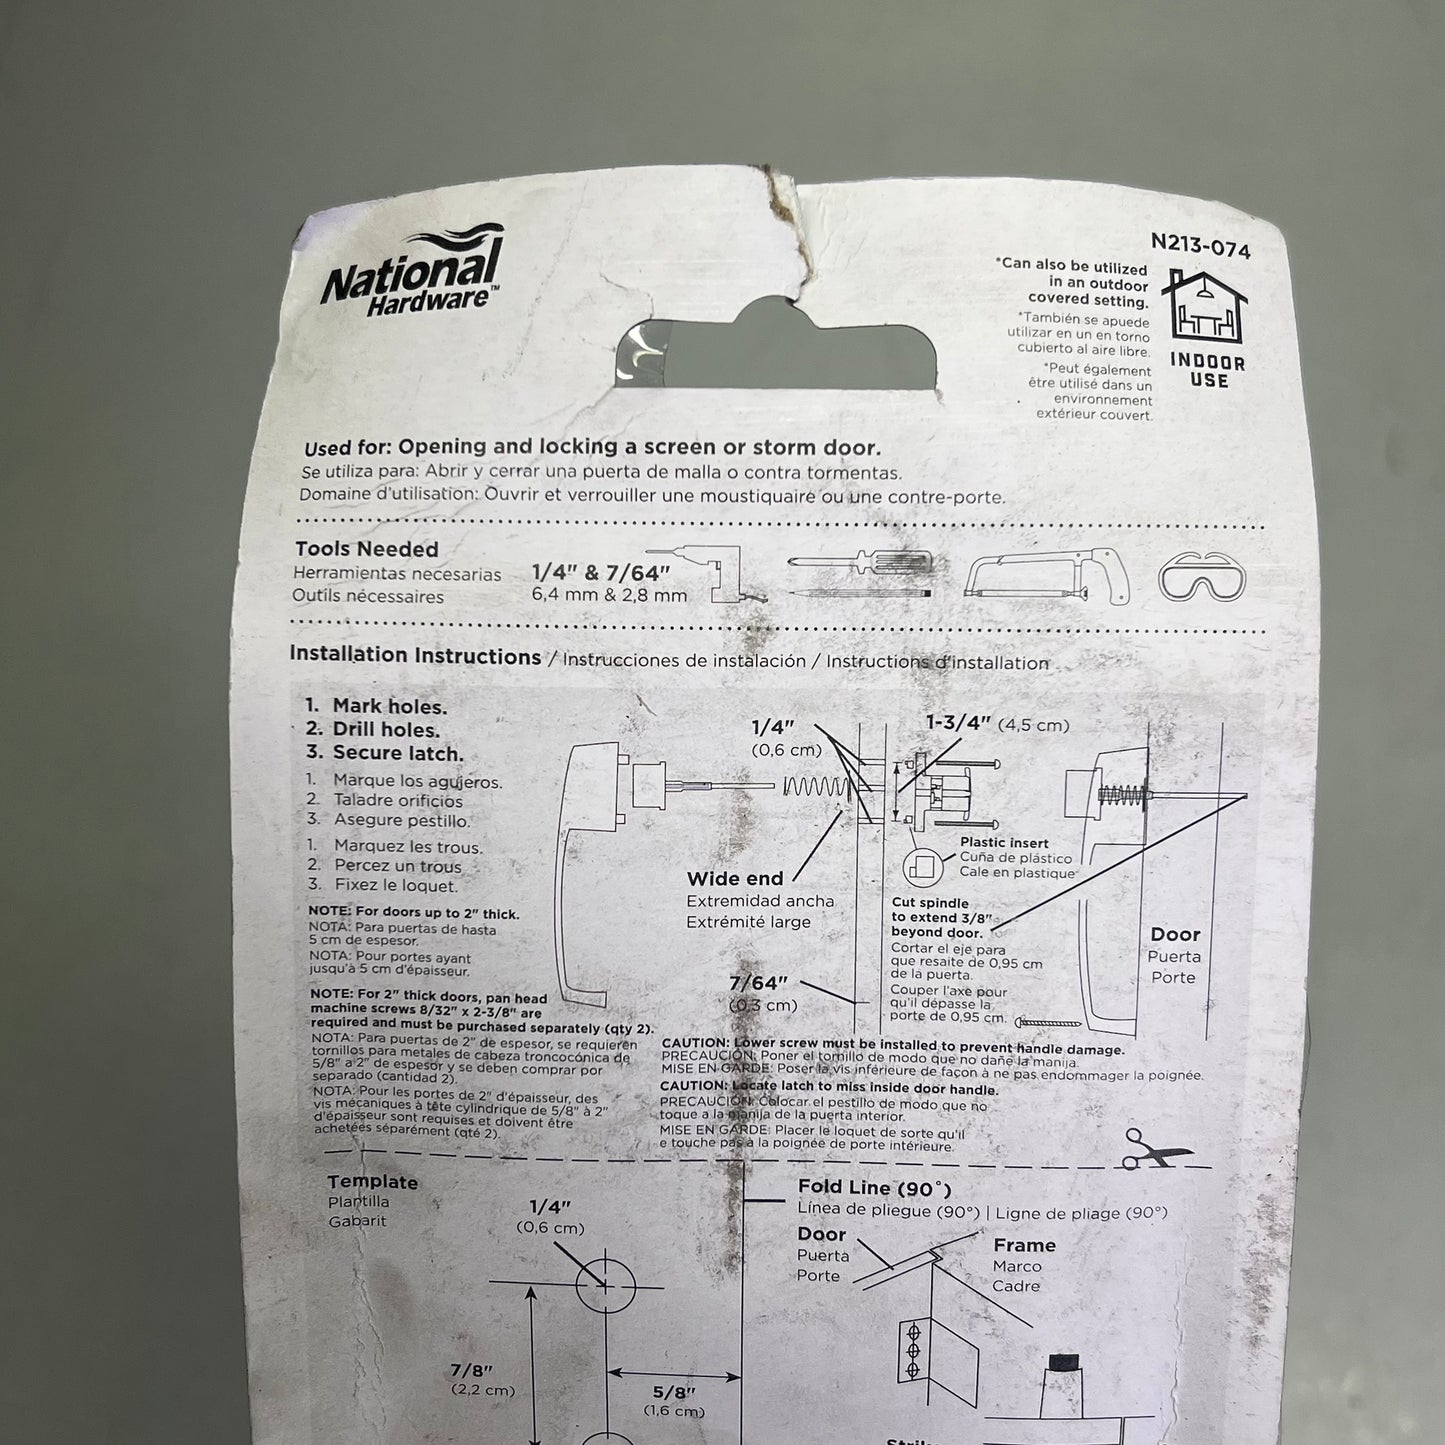 National
Hardware™
N213-074
*Can also be utilized
in an outdoor
covered setting.
*También se apuede
utilizar en un en torno
cubierto al aire libre.
*Peut également
être utilisé dans un
environnement
extérieur couvert.
INDOOR
USE
Used for: Opening and locking a screen or storm door.
Se utiliza para: Abrir y cerrar una puerta de malla o contra tormentas.
Domaine d'utilisation: Ouvrir et verrouiller une moustiquaire ou une contre-porte.
Tools Needed
Herramientas necesarias
Outils nécessaires
1/4" & 7/64"
6,4 mm & 2,8 mm
Installation Instructions / Instrucciones de instalación / Instructions d'installation
1. Mark holes.
2. Drill holes.
3. Secure latch.
1. Marque los agujeros.
2. Taladre orificios
3. Asegure pestillo.
1. Marquez les trous.
2. Percez un trous
3. Fixez le loquet.
NOTE: For doors up to 2" thick.
NOTA: Para puertas de hasta
5 cm de espesor.
NOTA: Pour portes ayant
jusqu'à 5 cm d'épaisseur.
NOTE: For 2" thick doors, pan head
machine screws 8/32" x 2-3/8" are
required and must be purchased separately (qty 2).
NOTA: Para puertas de 2" de espesor, se requieren
tornillos para metales de cabeza troncocónica de
5/8" a 2" de espesor y se deben comprar por
separado (cantidad 2).
NOTA: Pour les portes de 2" d'épaisseur, des
vis mécaniques à tête cylindrique de 5/8" à 2"
d'épaisseur sont requises et doivent être
achetées séparément (qté 2).
1/4"
(0,6 cm)
1-3/4" (4,5 cm)
Wide end
Extremidad ancha
Extrémité large
Plastic insert
Cuña de plástico
Cale en plastique
Cut spindle
to extend 3/8"
beyond door.
Cortar el eje para
que resaite de 0,95 cm
de la puerta.
Couper l'axe pour
qu'il dépasse la
porte de 0,95 cm.
Door
Puerta
Porte
7/64"
(0,3 cm)
CAUTION: Lower screw must be installed to prevent handle damage.
PRECAUCIÓN: Poner el tornillo de modo que no dañe la manija.
MISE EN GARDE: Poser la vis inférieure de façon à ne pas endommager la poignée.
CAUTION: Locate latch to miss inside door handle.
PRECAUCIÓN: Colocar el pestillo de modo que no
toque a la manija de la puerta interior.
MISE EN GARDE: Placer le loquet de sorte qu'il
e touche pas à la poignée de porte intérieure.
Template
Plantilla
Gabarit
1/4"
(0,6 cm)
7/8"
(2,2 cm)
5/8"
(1,6 cm)
Fold Line (90°)
Línea de pliegue (90°) | Ligne de pliage (90°)
Door
Puerta
Porte
Frame
Marco
Cadre